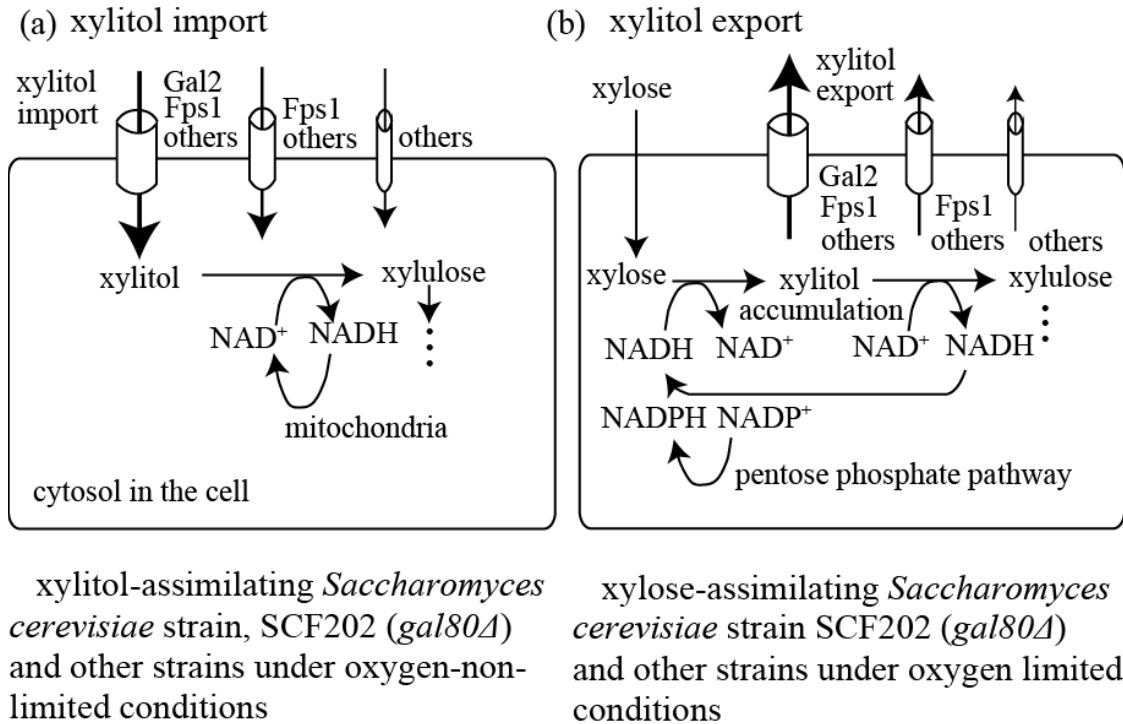 (a) xylitol import
xylitol
import
Gal2
Fps1
others
Fps1
others
others
xylitol
xylulose
NAD⁺
NADH
mitochondria
cytosol in the cell
xylitol-assimilating Saccharomyces
cerevisiae strain, SCF202 (gal80Δ)
and other strains under oxygen-non-
limited conditions
(b) xylitol export
xylose
xylitol
export
Gal2
Fps1
others
Fps1
others
others
xylose
xylitol
accumulation
xylulose
NADH
NAD⁺
NAD⁺
NADH
NADPH
NADP⁺
pentose phosphate pathway
xylose-assimilating Saccharomyces
cerevisiae strain SCF202 (gal80Δ)
and other strains under oxygen limited
conditions